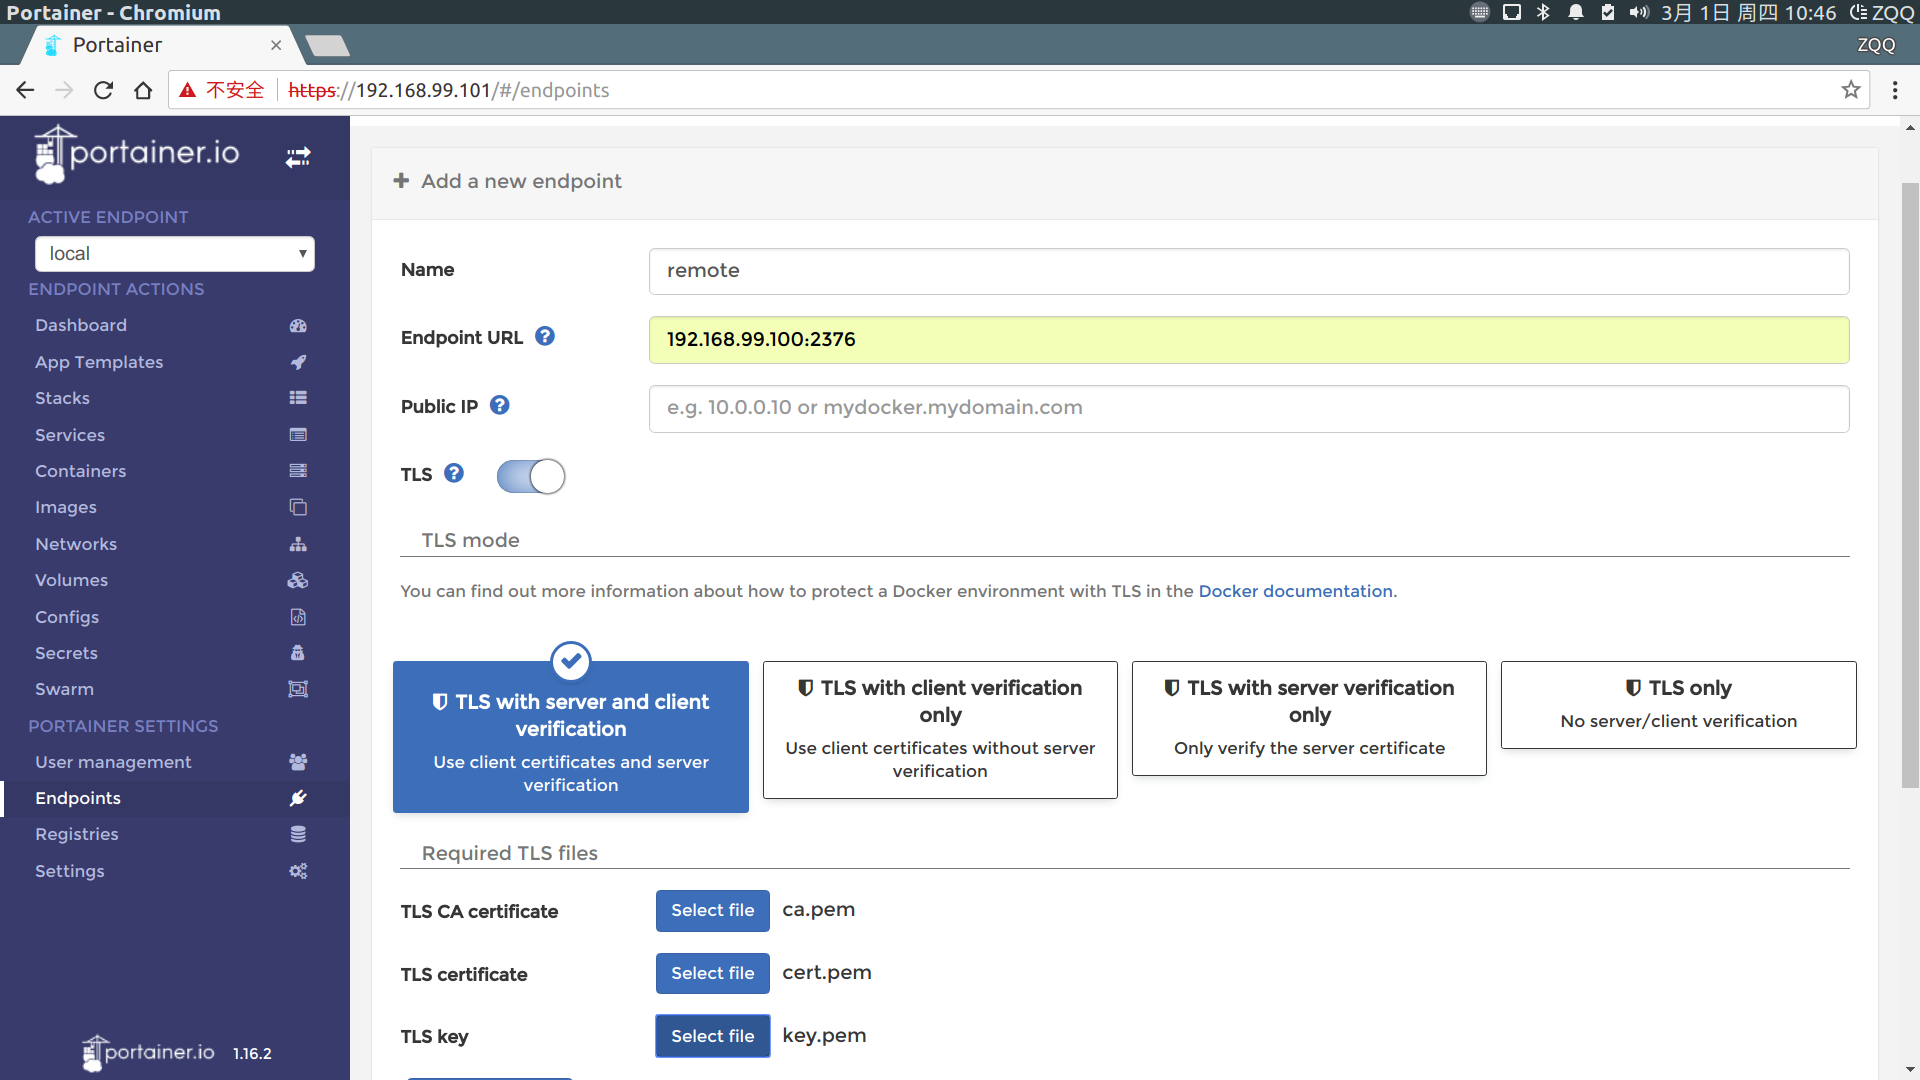 Portainer - Chromium
3月 1日 周四 10:46
ZQQ
Portainer
ZQQ
不安全
https://192.168.99.101/#/endpoints
portainer.io
ACTIVE ENDPOINT
local
ENDPOINT ACTIONS
Dashboard
App Templates
Stacks
Services
Containers
Images
Networks
Volumes
Configs
Secrets
Swarm
PORTAINER SETTINGS
User management
Endpoints
Registries
Settings
portainer.io 1.16.2
Add a new endpoint
Name
remote
Endpoint URL
192.168.99.100:2376
Public IP
e.g. 10.0.0.10 or mydocker.mydomain.com
TLS
TLS mode
You can find out more information about how to protect a Docker environment with TLS in the Docker documentation.
TLS with server and client
verification
Use client certificates and server
verification
TLS with client verification
only
Use client certificates without server
verification
TLS with server verification
only
Only verify the server certificate
TLS only
No server/client verification
Required TLS files
TLS CA certificate
Select file
ca.pem
TLS certificate
Select file
cert.pem
TLS key
Select file
key.pem